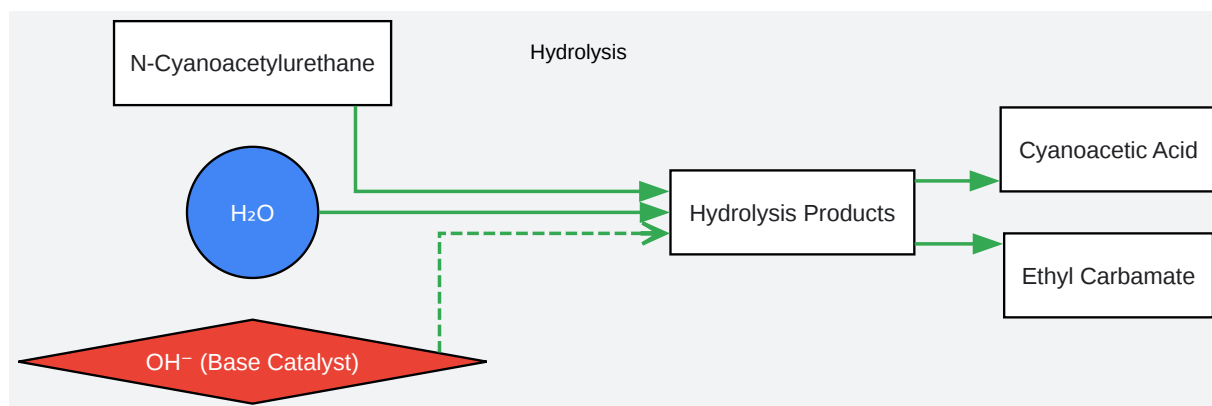 Hydrolysis
N-Cyanoacetylurethane
H₂O
OH⁻ (Base Catalyst)
Hydrolysis Products
Cyanoacetic Acid
Ethyl Carbamate